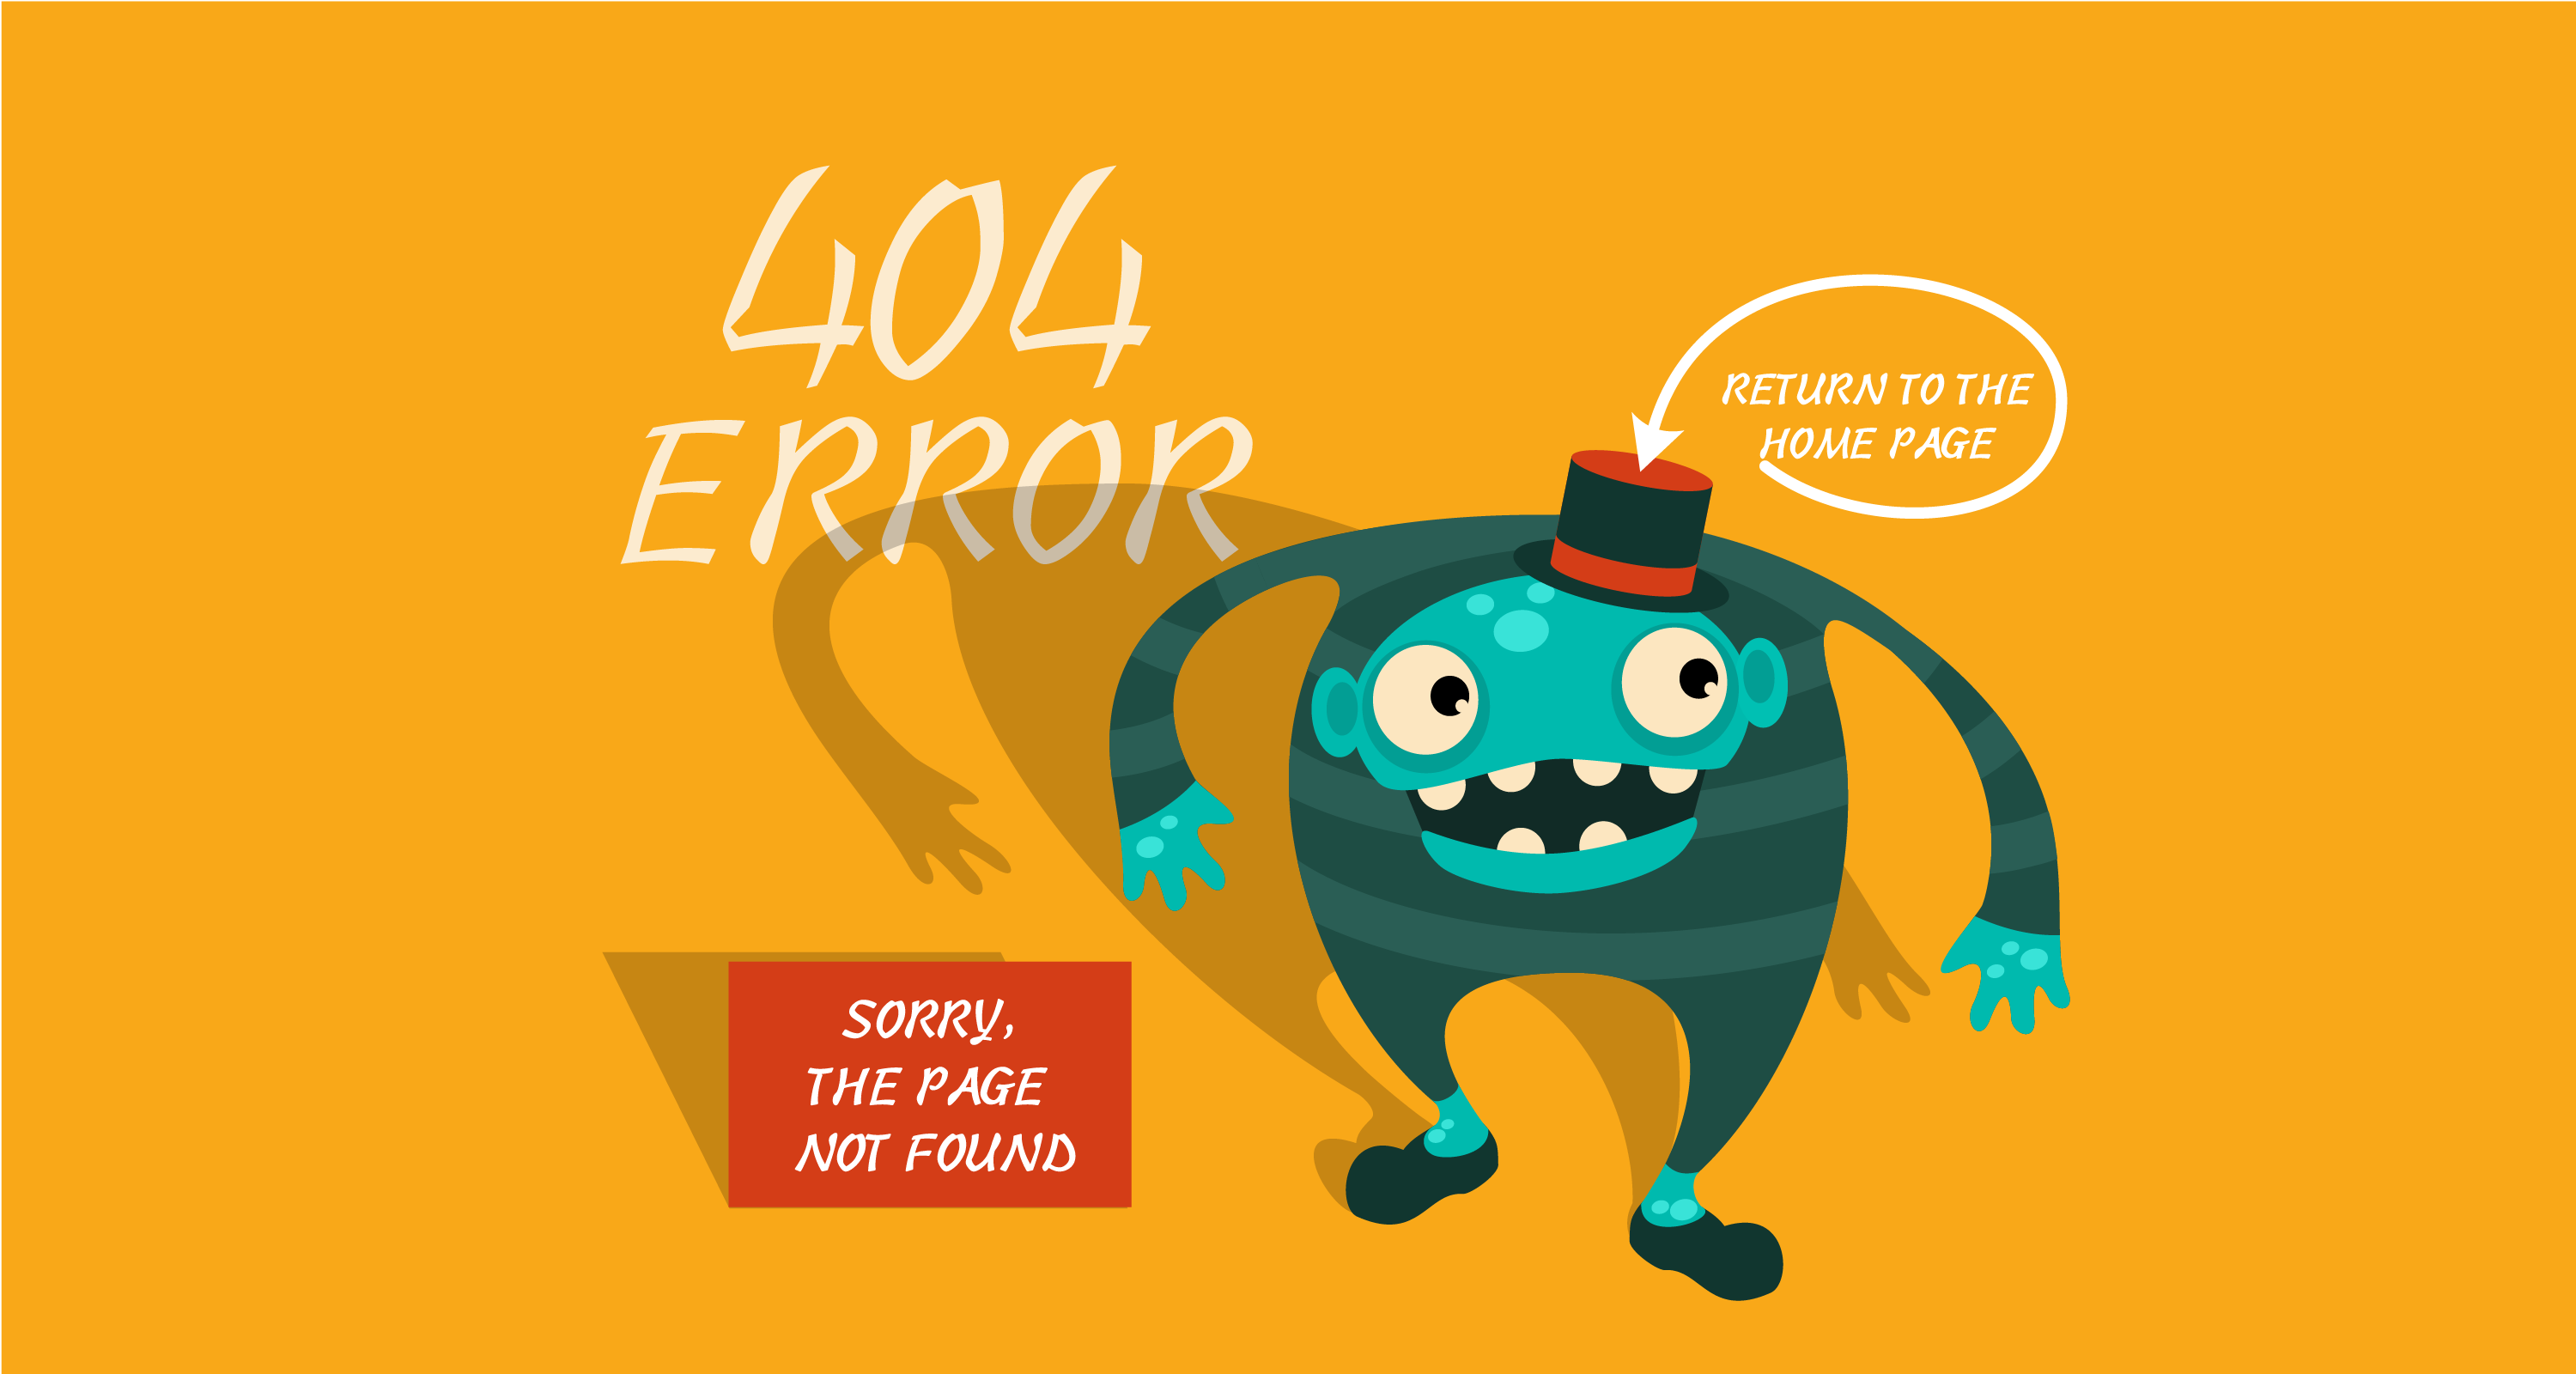 404
ERROR
RETURN TO THE
HOME PAGE
SORRY,
THE PAGE
NOT FOUND